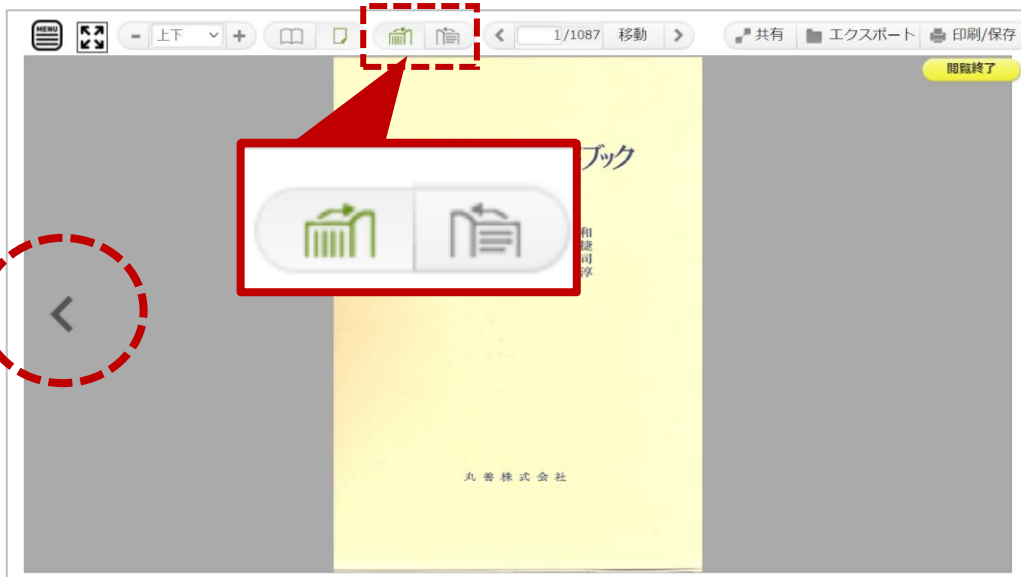 MENU
- 上下 +
1/1087 移動
共有 エクスポート 印刷/保存
閲覧終了
ブック
和
捷
司
淳
丸善株式会社